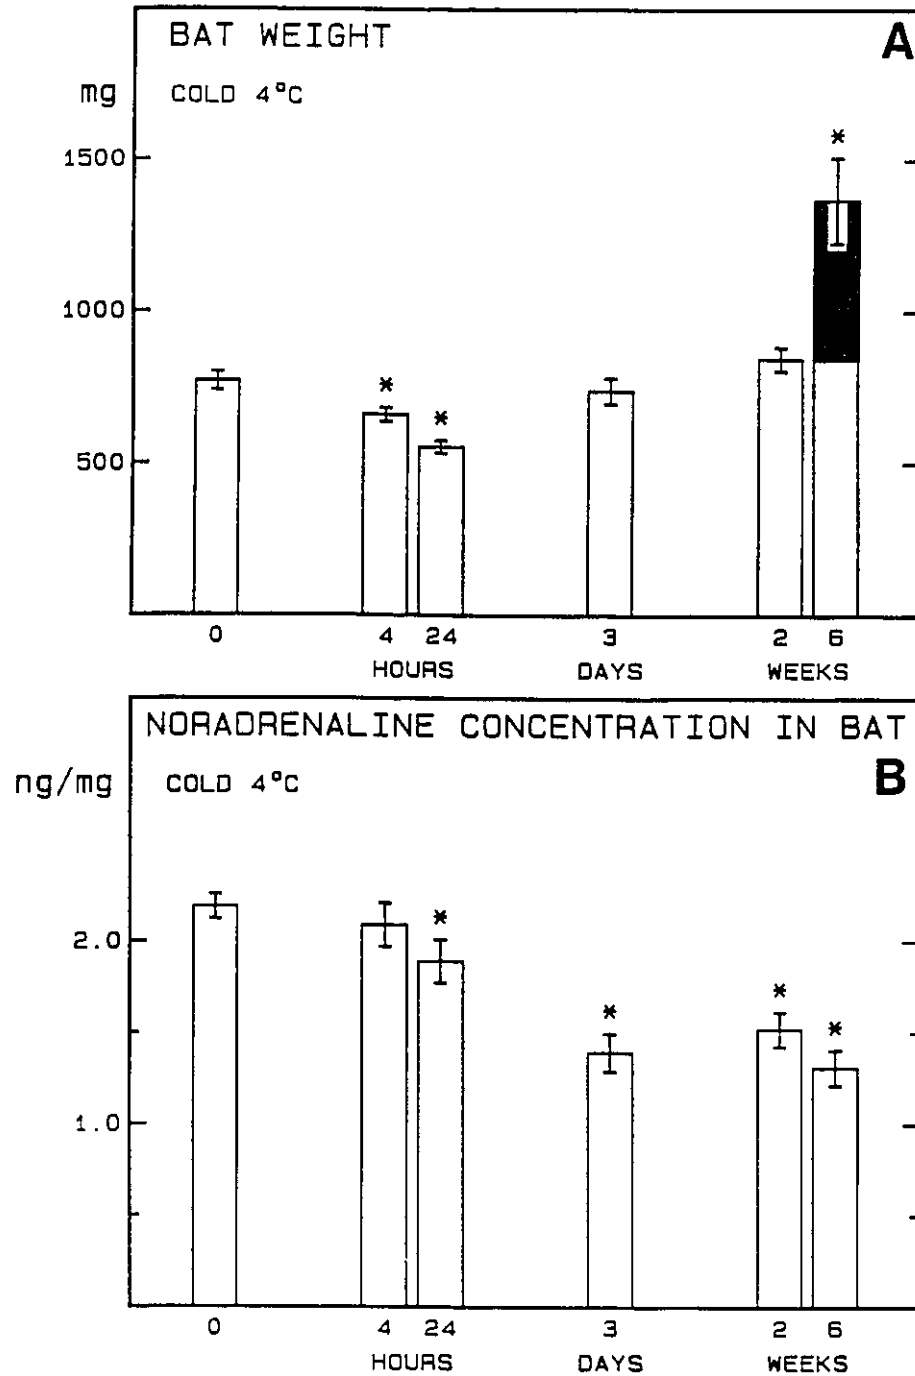 BAT WEIGHT
A
mg
COLD 4°C
1500
*
1000
*
*
500
0
4
24
3
2
6
HOURS
DAYS
WEEKS
NORADRENALINE CONCENTRATION IN BAT
ng/mg
COLD 4°C
B
*
2.0
*
*
*
1.0
0
4
24
3
2
6
HOURS
DAYS
WEEKS